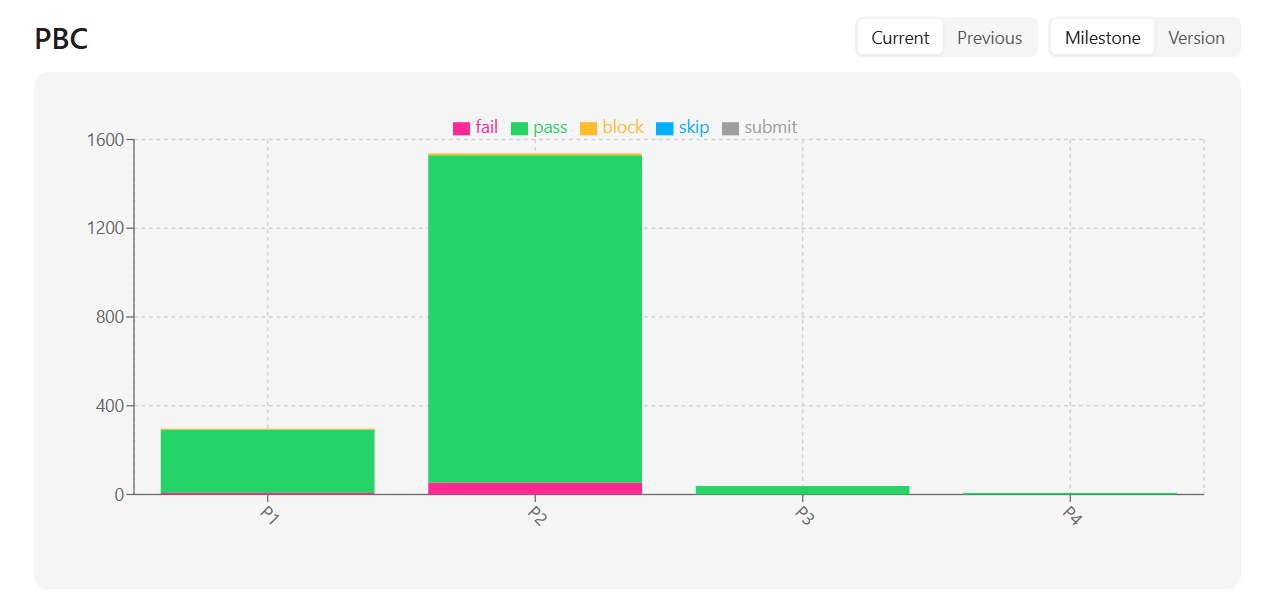 PBC
Current Previous Milestone Version
fail pass block skip submit
1600
1200
800
400
0
P1 P2 P3 P4